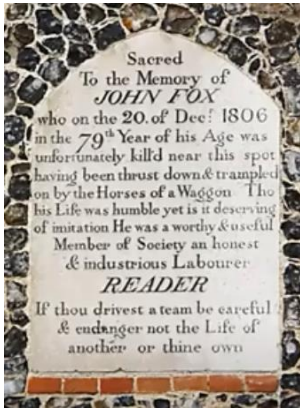 Sacred
To the Memory of
JOHN FOX
who on the 20. of Decr. 1806
in the 79th Year of his Age was
unfortunately kill'd near this spot
having been thrust down & trampled
on by the Horses of a Waggon Tho
his Life was humble yet is it deserving
of imitation He was a worthy & useful
Member of Society an honest
& industrious Labourer
READER
If thou drivest a team be careful
& endanger not the Life of
another or thine own